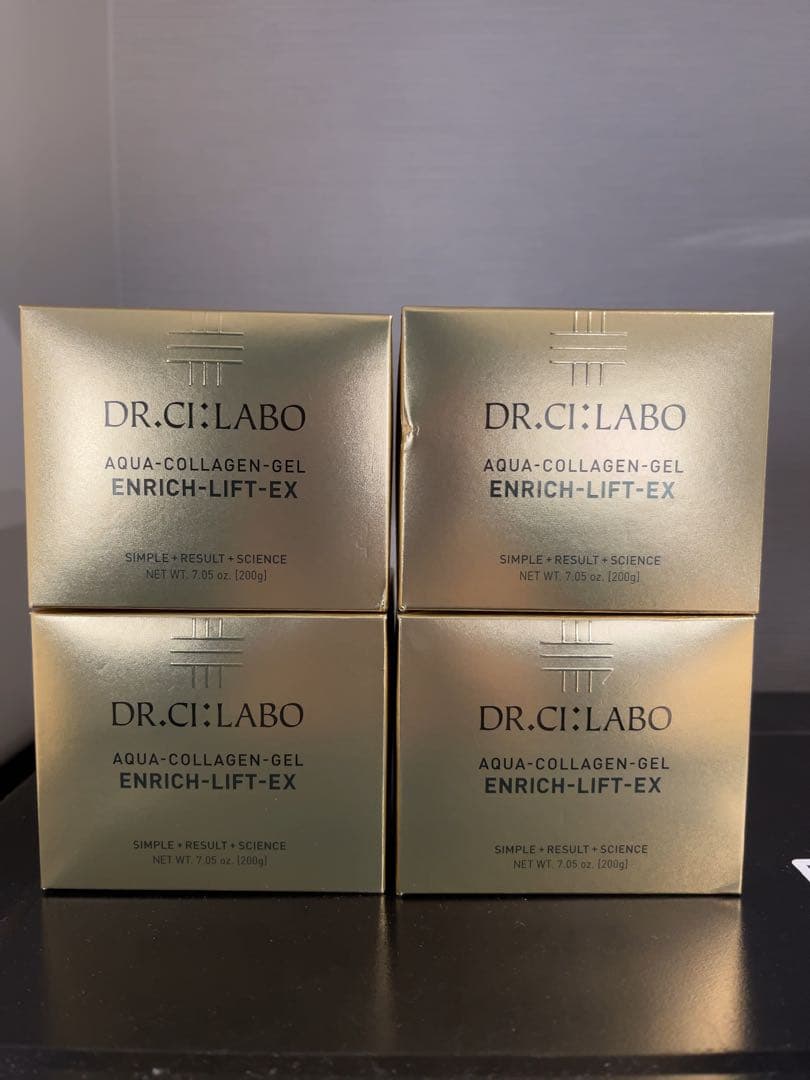 DR.CI:LABO
AQUA-COLLAGEN-GEL
ENRICH-LIFT-EX
SIMPLE+RESULT+SCIENCE
NET WT. 7.05 oz. [200g]
DR.CI:LABO
AQUA-COLLAGEN-GEL
ENRICH-LIFT-EX
SIMPLE+RESULT+SCIENCE
NET WT. 7.05 oz. [200g]
DR.CI:LABO
AQUA-COLLAGEN-GEL
ENRICH-LIFT-EX
SIMPLE+RESULT+SCIENCE
NET WT. 7.05 oz. [200g]
DR.CI:LABO
AQUA-COLLAGEN-GEL
ENRICH-LIFT-EX
SIMPLE+RESULT+SCIENCE
NET WT. 7.05 oz. [200g]